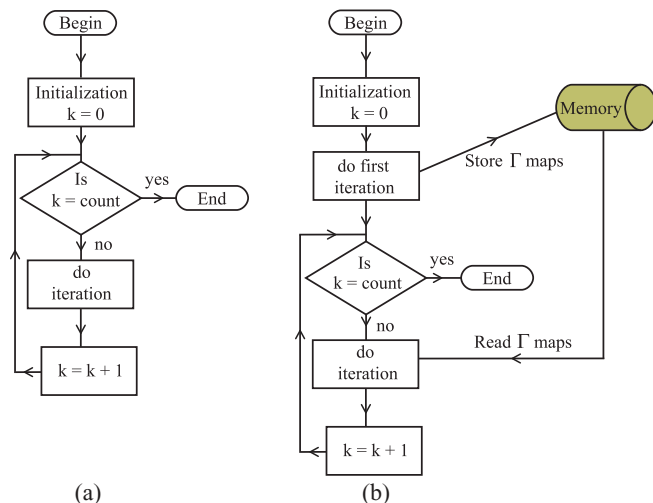 Begin
Initialization
k = 0
Is
k = count
yes
End
no
do
iteration
k = k + 1
(a)
Begin
Initialization
k = 0
Memory
do first
iteration
Store Γ maps
Is
k = count
yes
End
no
do
iteration
Read Γ maps
k = k + 1
(b)